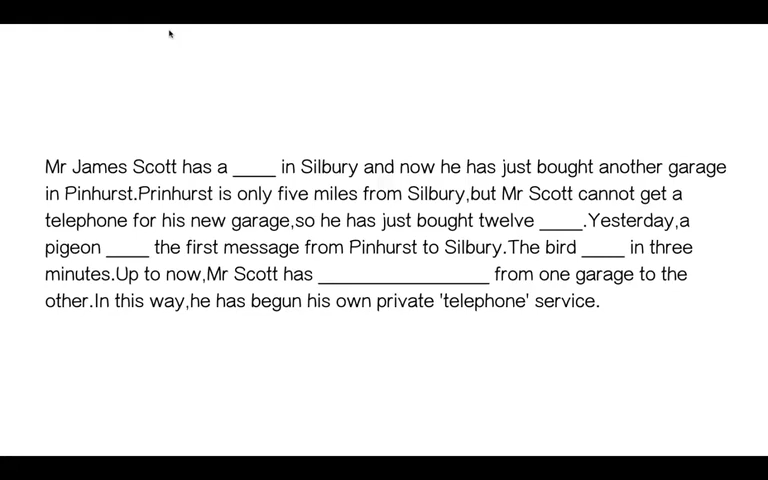 Mr James Scott has a ____ in Silbury and now he has just bought another garage
in Pinhurst.Prinhurst is only five miles from Silbury,but Mr Scott cannot get a
telephone for his new garage,so he has just bought twelve ____.Yesterday,a
pigeon ____ the first message from Pinhurst to Silbury.The bird ____ in three
minutes.Up to now,Mr Scott has ________________ from one garage to the
other.In this way,he has begun his own private 'telephone' service.